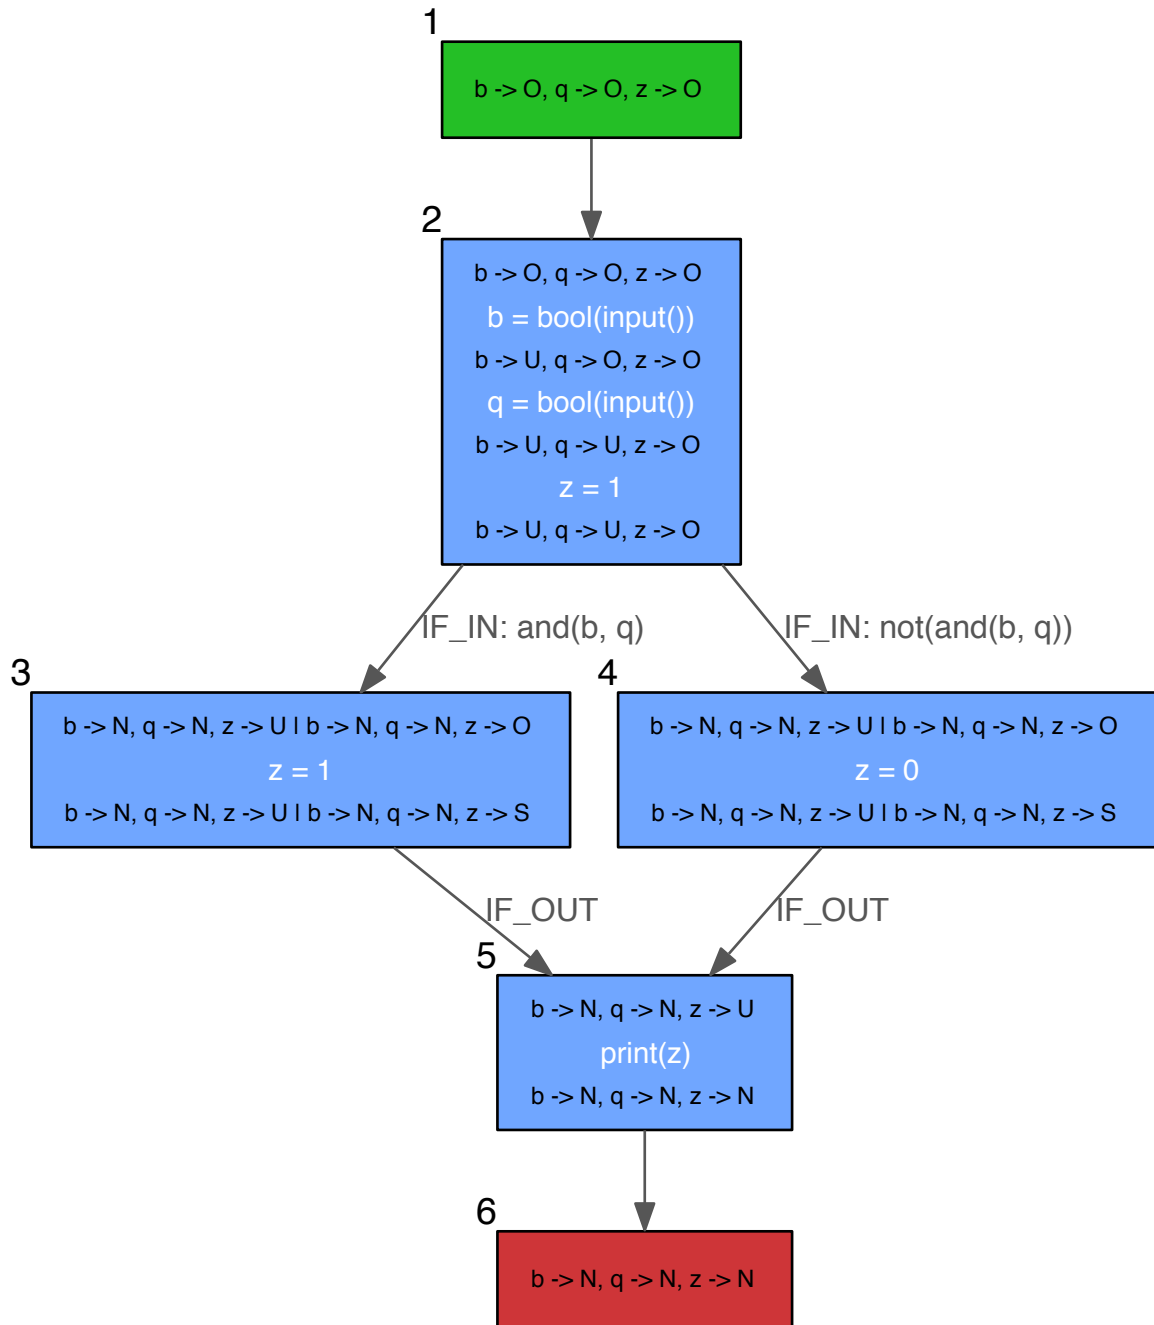 1
b -> O, q -> O, z -> O
2
b -> O, q -> O, z -> O
b = bool(input())
b -> U, q -> O, z -> O
q = bool(input())
b -> U, q -> U, z -> O
z = 1
b -> U, q -> U, z -> O
IF_IN: and(b, q)
IF_IN: not(and(b, q))
3
b -> N, q -> N, z -> U | b -> N, q -> N, z -> O
z = 1
b -> N, q -> N, z -> U | b -> N, q -> N, z -> S
4
b -> N, q -> N, z -> U | b -> N, q -> N, z -> O
z = 0
b -> N, q -> N, z -> U | b -> N, q -> N, z -> S
IF_OUT
IF_OUT
5
b -> N, q -> N, z -> U
print(z)
b -> N, q -> N, z -> N
6
b -> N, q -> N, z -> N